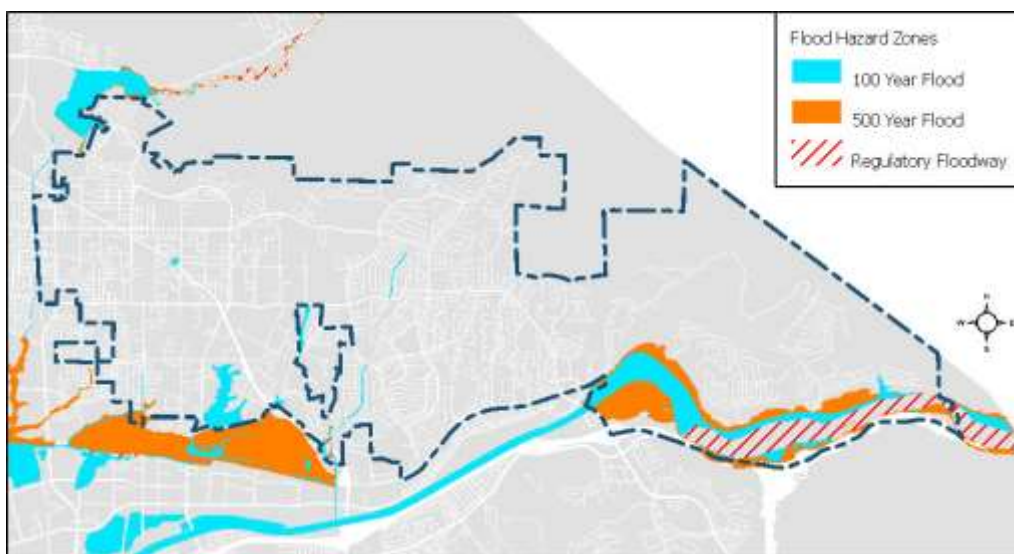 Flood Hazard Zones
100 Year Flood
500 Year Flood
Regulatory Floodway
N
W
E
S